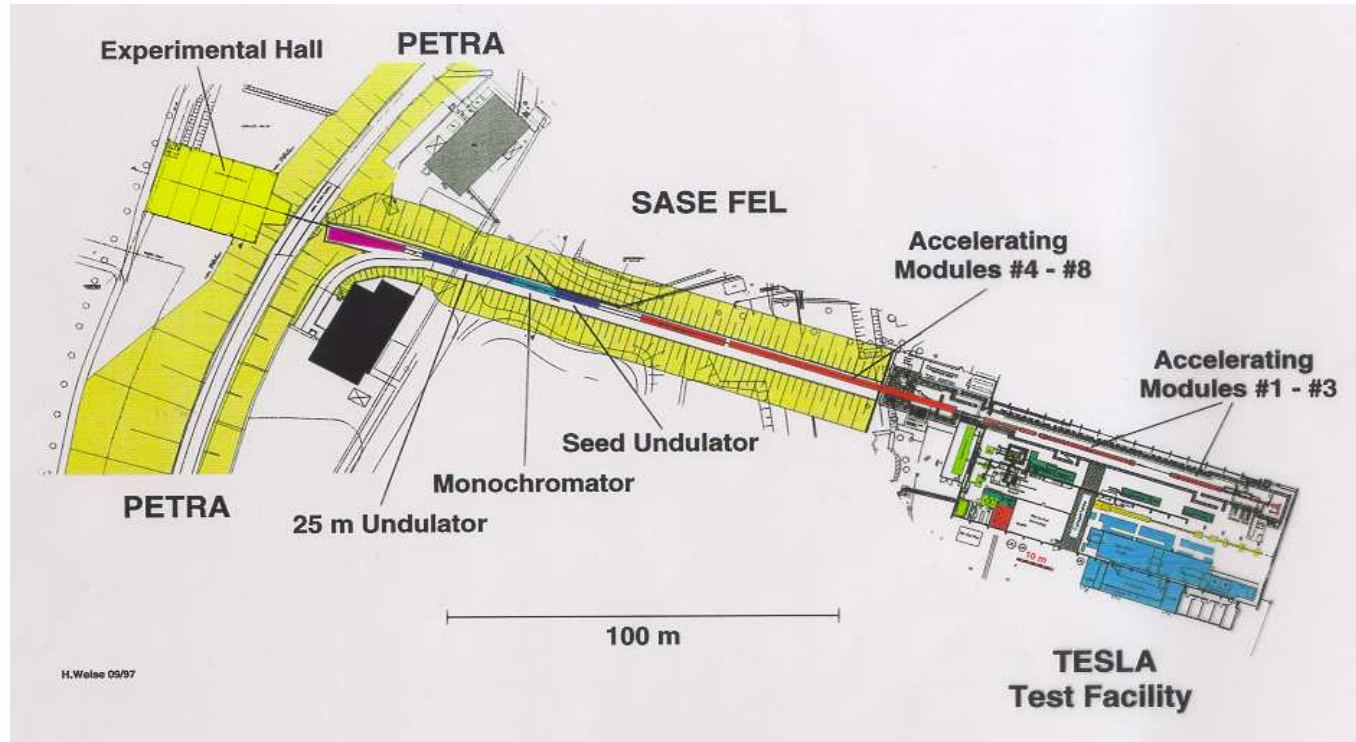 Experimental Hall
PETRA
SASE FEL
Accelerating
Modules #4 - #8
Accelerating
Modules #1 - #3
Seed Undulator
Monochromator
25 m Undulator
PETRA
10 m
100 m
H.Weise 09/97
TESLA
Test Facility